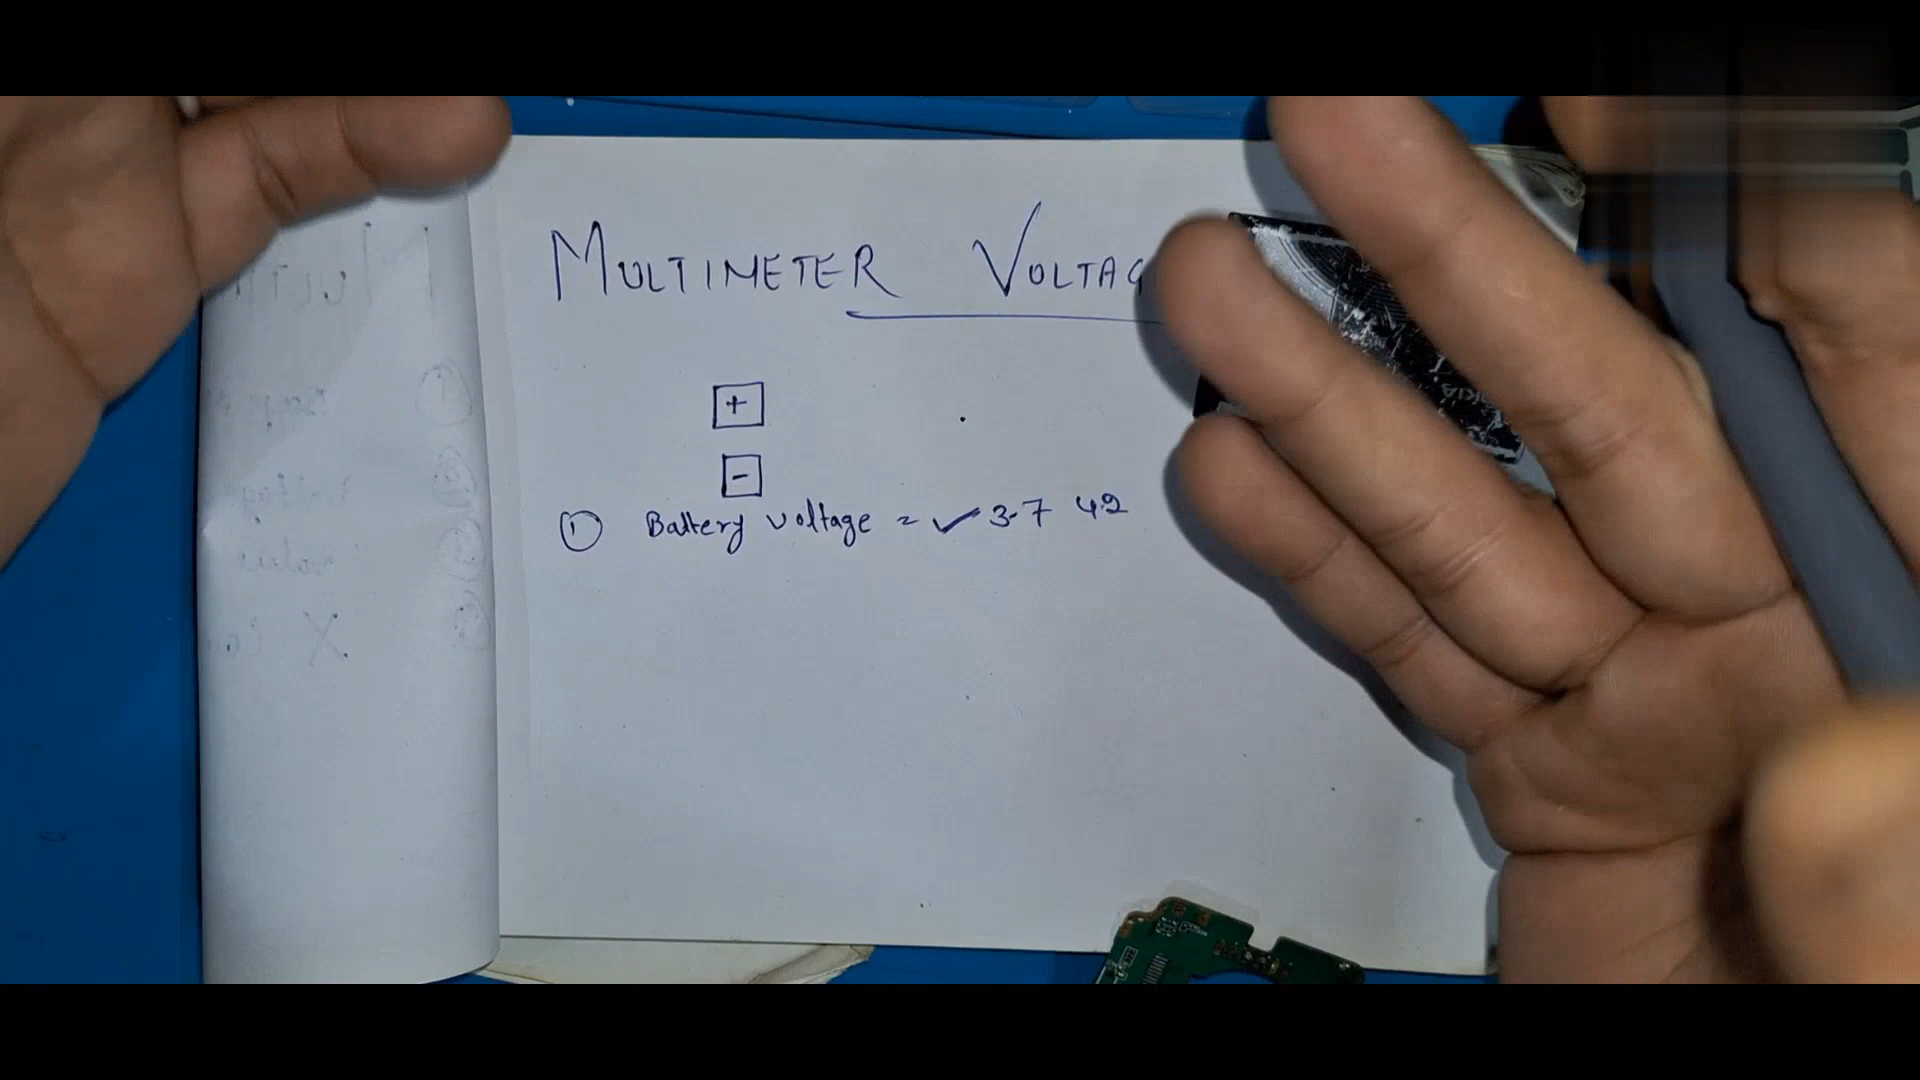 MULTIMETER VOLTAG
+
-
① Battery voltage = ✓ 3.7 4.2